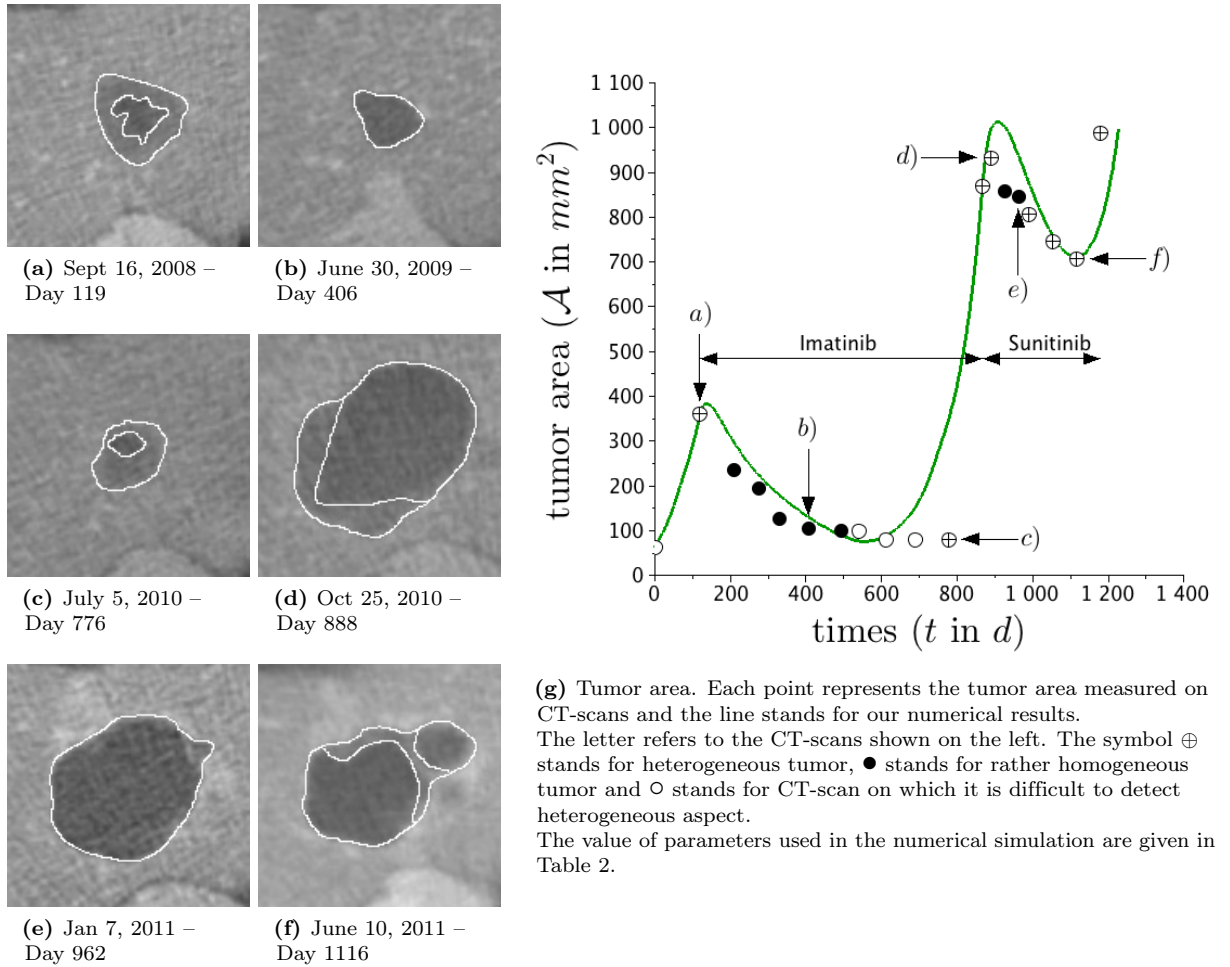 (a) Sept 16, 2008 –
Day 119
(b) June 30, 2009 –
Day 406
(c) July 5, 2010 –
Day 776
(d) Oct 25, 2010 –
Day 888
(e) Jan 7, 2011 –
Day 962
(f) June 10, 2011 –
Day 1116
tumor area (𝒜 in mm²)
1 100
1 000
900
800
700
600
500
400
300
200
100
0
d)
e)
f)
a)
Imatinib
Sunitinib
b)
c)
0 200 400 600 800 1 000 1 200 1 400
times (t in d)
(g) Tumor area. Each point represents the tumor area measured on
CT-scans and the line stands for our numerical results.
The letter refers to the CT-scans shown on the left. The symbol ⊕
stands for heterogeneous tumor, ● stands for rather homogeneous
tumor and ○ stands for CT-scan on which it is difficult to detect
heterogeneous aspect.
The value of parameters used in the numerical simulation are given in
Table 2.